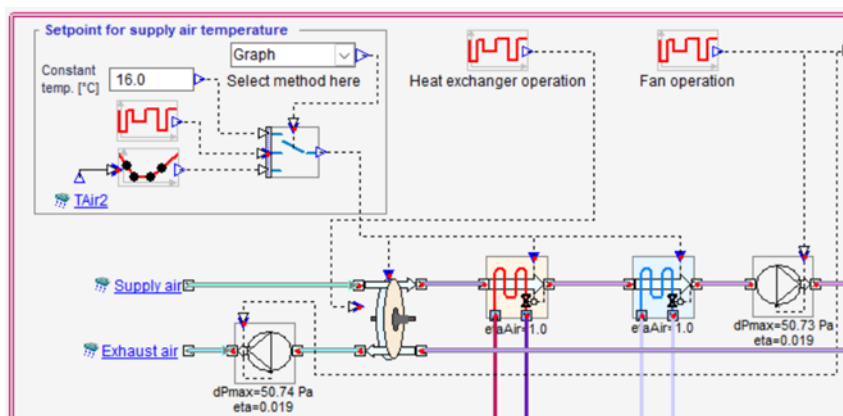 Setpoint for supply air temperature
Graph
Constant
temp. [°C]
16.0
Select method here
Heat exchanger operation
Fan operation
TAir2
Supply air
etaAir=1.0
etaAir=1.0
dPmax=50.73 Pa
eta=0.019
Exhaust air
dPmax=50.74 Pa
eta=0.019